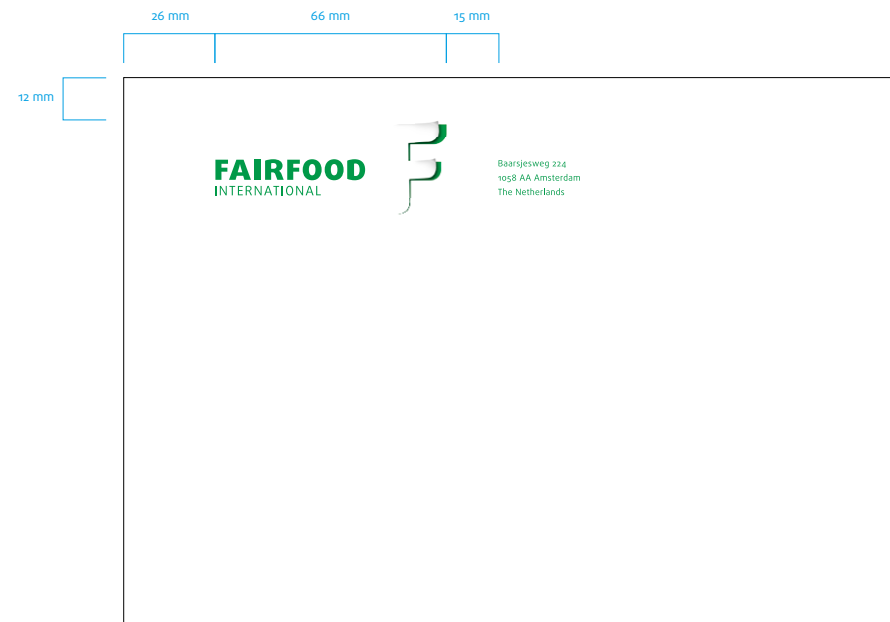 26 mm
66 mm
15 mm
12 mm
FAIRFOOD
INTERNATIONAL
Baarsjesweg 224
1058 AA Amsterdam
The Netherlands